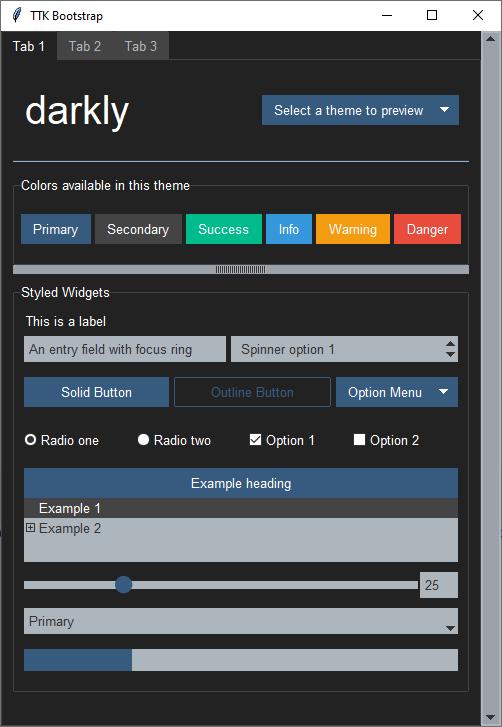 TTK Bootstrap
Tab 1 Tab 2 Tab 3
darkly
Select a theme to preview
Colors available in this theme
Primary Secondary Success Info Warning Danger
Styled Widgets
This is a label
An entry field with focus ring Spinner option 1
Solid Button Outline Button Option Menu
Radio one Radio two Option 1 Option 2
Example heading
Example 1
Example 2
25
Primary